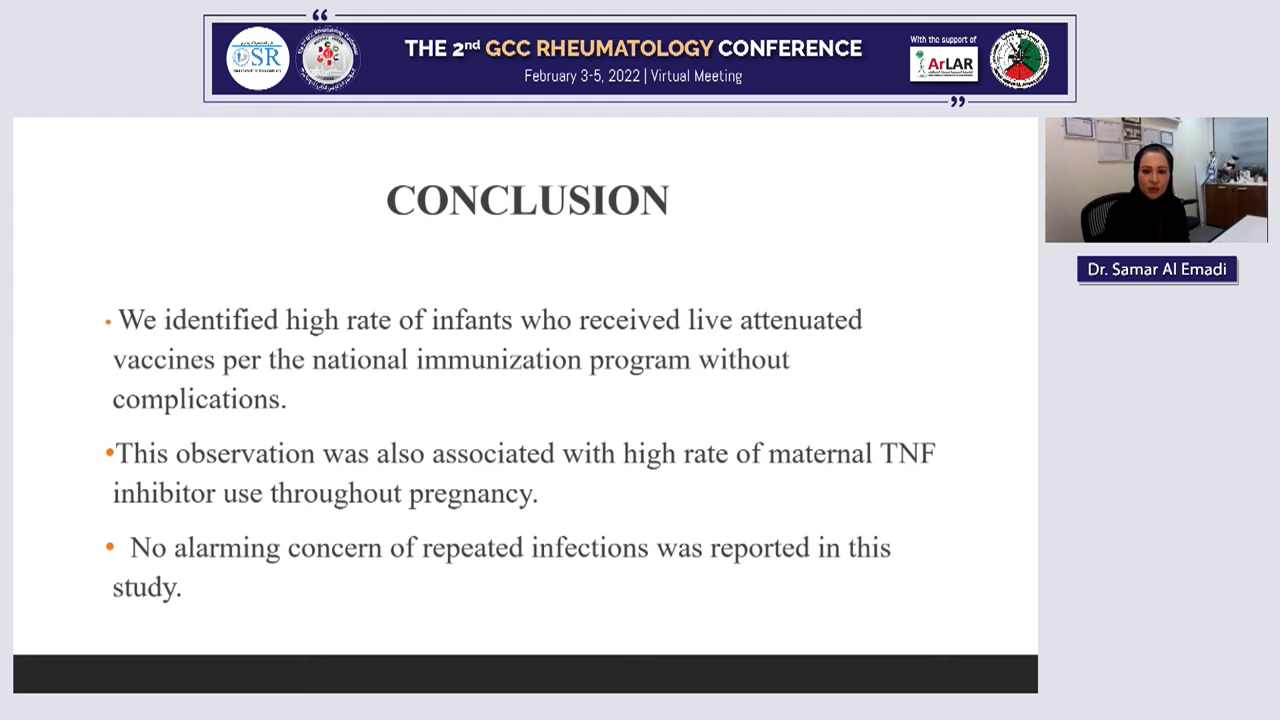 “
THE 2nd GCC RHEUMATOLOGY CONFERENCE
February 3-5, 2022 | Virtual Meeting
”
OSR
With the support of
ArLAR
CONCLUSION
• We identified high rate of infants who received live attenuated
vaccines per the national immunization program without
complications.
•This observation was also associated with high rate of maternal TNF
inhibitor use throughout pregnancy.
• No alarming concern of repeated infections was reported in this
study.
Dr. Samar Al Emadi